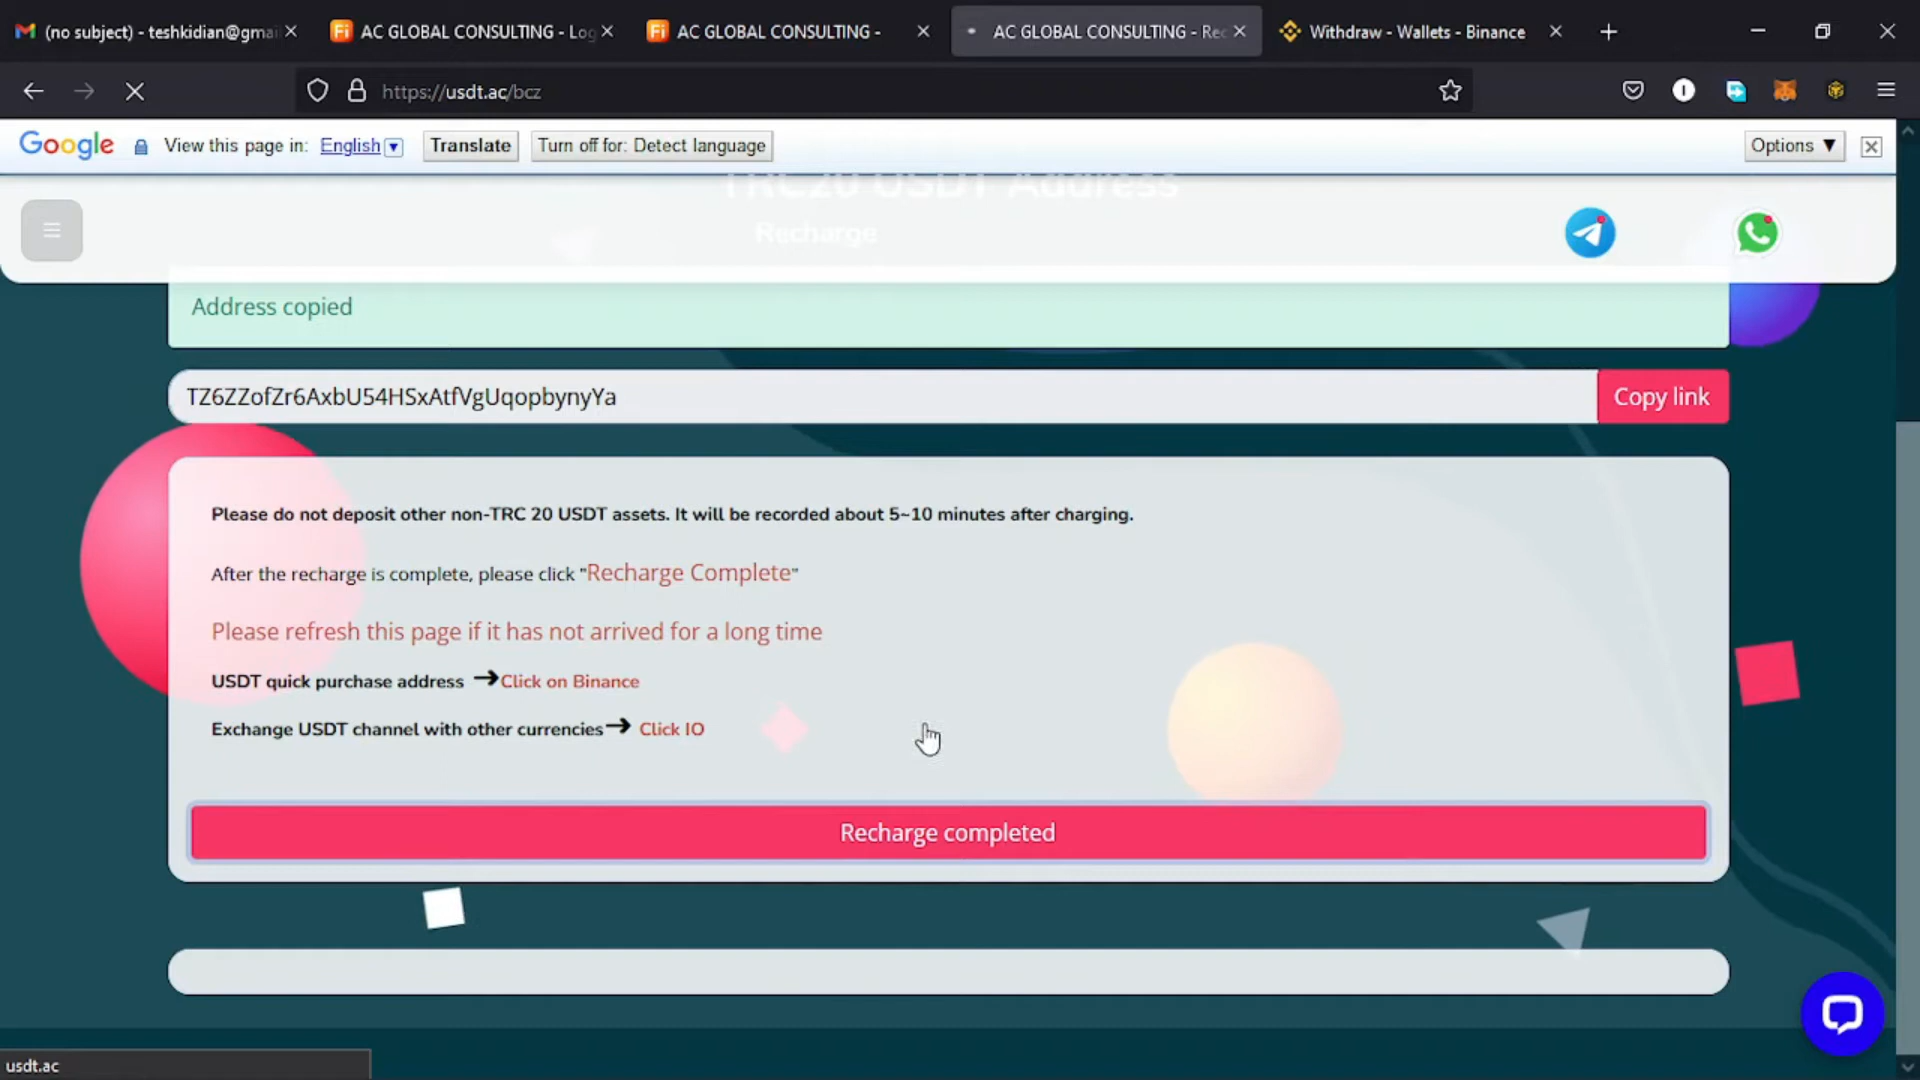 (no subject) - teshkidian@gmai
AC GLOBAL CONSULTING - Log
AC GLOBAL CONSULTING -
AC GLOBAL CONSULTING - Rec
Withdraw - Wallets - Binance
https://usdt.ac/bcz
Google
View this page in:
English
Translate
Turn off for: Detect language
Options ▼
TRC20 USDT Address
Recharge
Address copied
TZ6ZZofZr6AxbU54HSxAtfVgUqopbynyYa
Copy link
Please do not deposit other non-TRC 20 USDT assets. It will be recorded about 5~10 minutes after charging.
After the recharge is complete, please click "Recharge Complete"
Please refresh this page if it has not arrived for a long time
USDT quick purchase address ➔Click on Binance
Exchange USDT channel with other currencies➔ Click IO
Recharge completed
usdt.ac